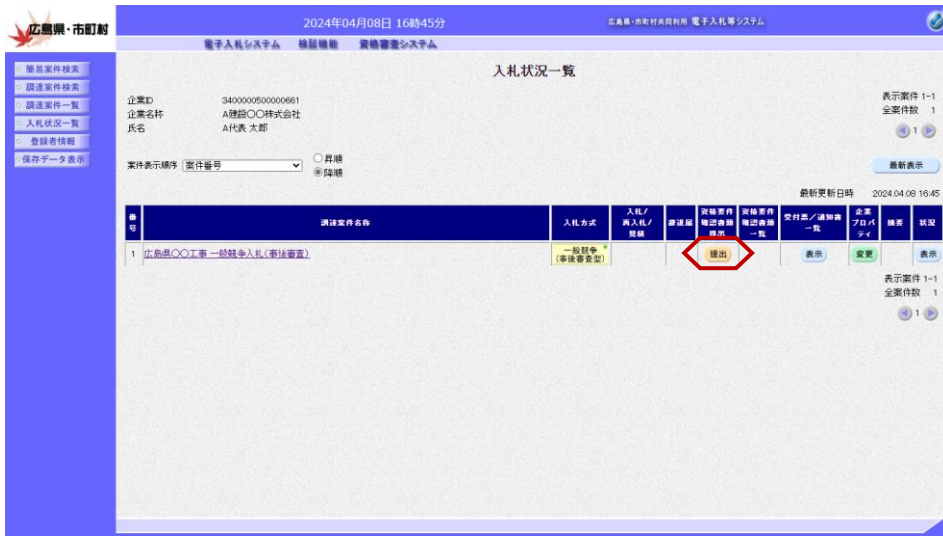 広島県・市町村
2024年04月08日 16時45分
広島県・市町村共同利用 電子入札等システム
電子入札システム 検証機能 資格審査システム
簡易案件検索
調達案件検索
調達案件一覧
入札状況一覧
登録者情報
保存データ表示
入札状況一覧
企業ID 3400000500000661
企業名称 A建設〇〇株式会社
氏名 A代表 太郎
表示案件 1-1
全案件数 1
1
案件表示順序 案件番号
昇順
降順
最新表示
最新更新日時 2024.04.08 16:45
番号 調達案件名称 入札方式 入札/再入札/見積 辞退届 資格要件確認書類提出 資格要件確認書類一覧 受付票/通知書一覧 企業プロパティ 摘要 状況
1 広島県〇〇工事 一般競争入札(事後審査) 一般競争(事後審査型) 提出 表示 変更 表示
表示案件 1-1
全案件数 1
1